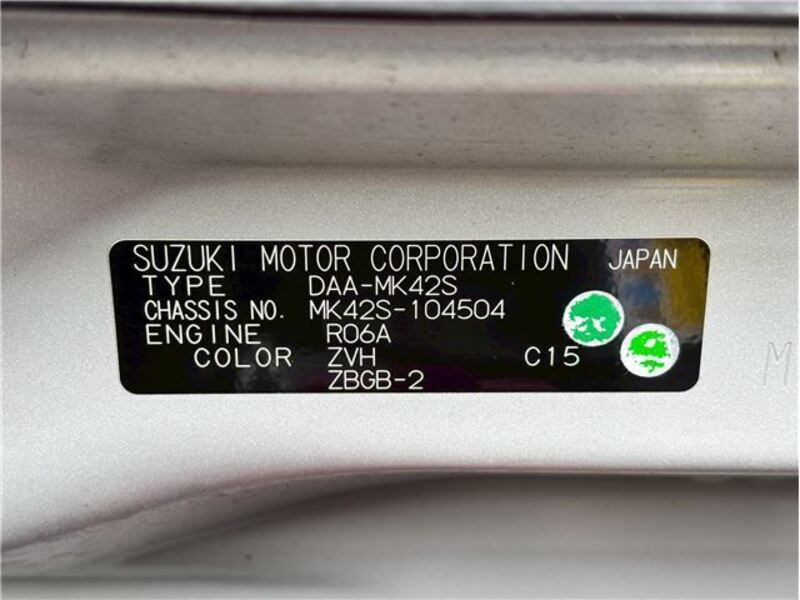 SUZUKI MOTOR CORPORATION JAPAN
TYPE DAA-MK42S
CHASSIS NO. MK42S-104504
ENGINE R06A
COLOR ZVH C15
ZBGB-2
M